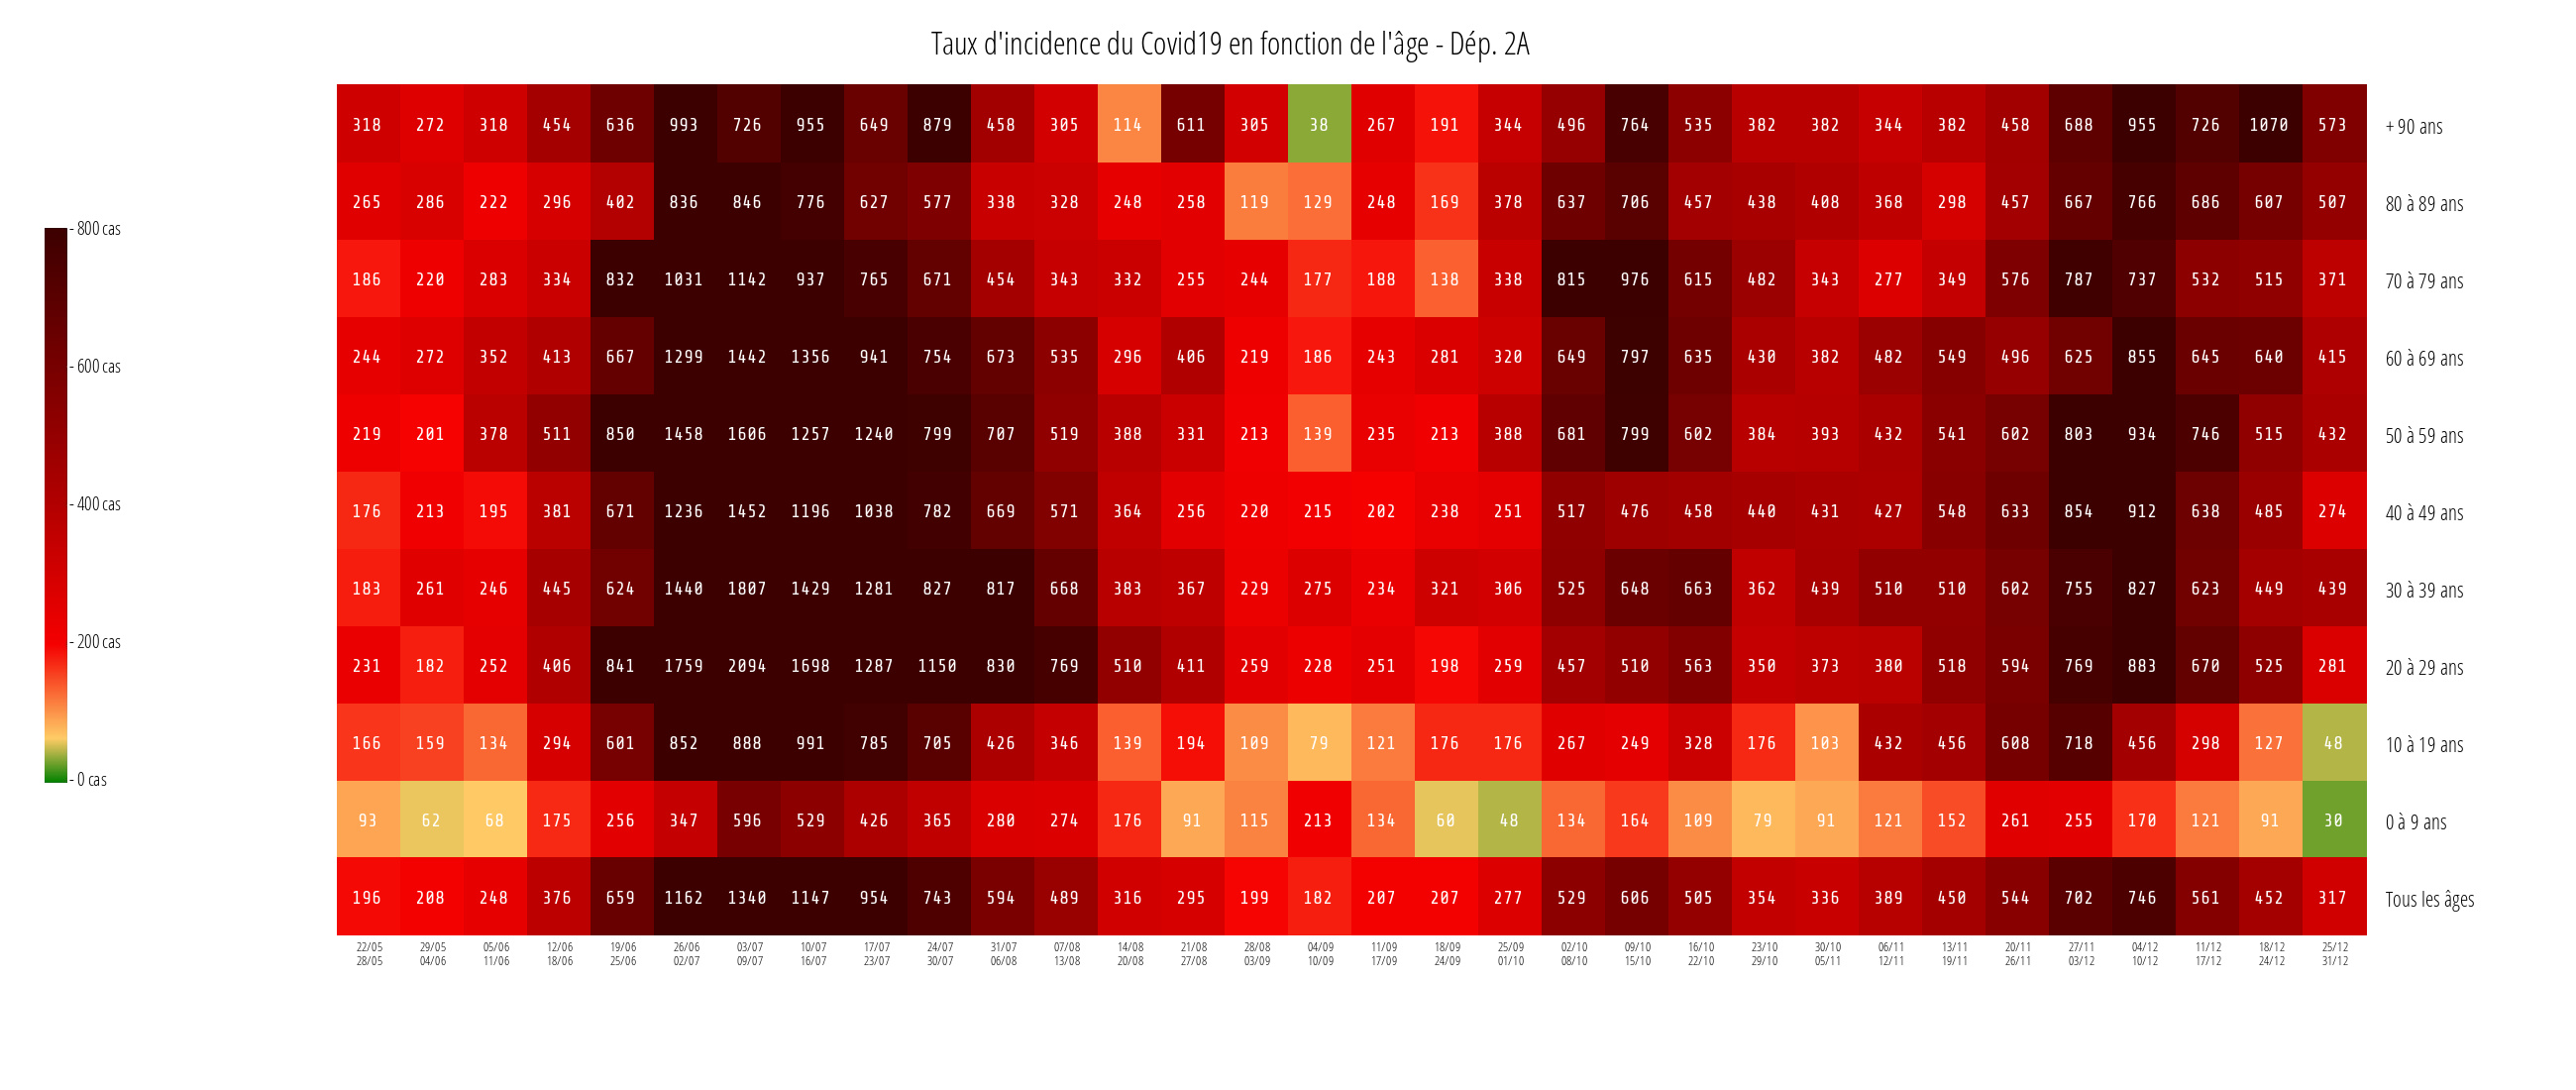 Taux d'incidence du Covid19 en fonction de l'âge - Dép. 2A
318 272 318 454 636 993 726 955 649 879 458 305 114 611 305 38 267 191 344 496 764 535 382 382 344 382 458 688 955 726 1070 573 + 90 ans
265 286 222 296 402 836 846 776 627 577 338 328 248 258 119 129 248 169 378 637 706 457 438 408 368 298 457 667 766 686 607 507 80 à 89 ans
186 220 283 334 832 1031 1142 937 765 671 454 343 332 255 244 177 188 138 338 815 976 615 482 343 277 349 576 787 737 532 515 371 70 à 79 ans
244 272 352 413 667 1299 1442 1356 941 754 673 535 296 406 219 186 243 281 320 649 797 635 430 382 482 549 496 625 855 645 640 415 60 à 69 ans
219 201 378 511 850 1458 1606 1257 1240 799 707 519 388 331 213 139 235 213 388 681 799 602 384 393 432 541 602 803 934 746 515 432 50 à 59 ans
176 213 195 381 671 1236 1452 1196 1038 782 669 571 364 256 220 215 202 238 251 517 476 458 440 431 427 548 633 854 912 638 485 274 40 à 49 ans
183 261 246 445 624 1440 1807 1429 1281 827 817 668 383 367 229 275 234 321 306 525 648 663 362 439 510 510 602 755 827 623 449 439 30 à 39 ans
231 182 252 406 841 1759 2094 1698 1287 1150 830 769 510 411 259 228 251 198 259 457 510 563 350 373 380 518 594 769 883 670 525 281 20 à 29 ans
166 159 134 294 601 852 888 991 785 705 426 346 139 194 109 79 121 176 176 267 249 328 176 103 432 456 608 718 456 298 127 48 10 à 19 ans
93 62 68 175 256 347 596 529 426 365 280 274 176 91 115 213 134 60 48 134 164 109 79 91 121 152 261 255 170 121 91 30 0 à 9 ans
196 208 248 376 659 1162 1340 1147 954 743 594 489 316 295 199 182 207 207 277 529 606 505 354 336 389 450 544 702 746 561 452 317 Tous les âges
22/05 29/05 05/06 12/06 19/06 26/06 03/07 10/07 17/07 24/07 31/07 07/08 14/08 21/08 28/08 04/09 11/09 18/09 25/09 02/10 09/10 16/10 23/10 30/10 06/11 13/11 20/11 27/11 04/12 11/12 18/12 25/12
28/05 04/06 11/06 18/06 25/06 02/07 09/07 16/07 23/07 30/07 06/08 13/08 20/08 27/08 03/09 10/09 17/09 24/09 01/10 08/10 15/10 22/10 29/10 05/11 12/11 19/11 26/11 03/12 10/12 17/12 24/12 31/12
- 800 cas
- 600 cas
- 400 cas
- 200 cas
- 0 cas